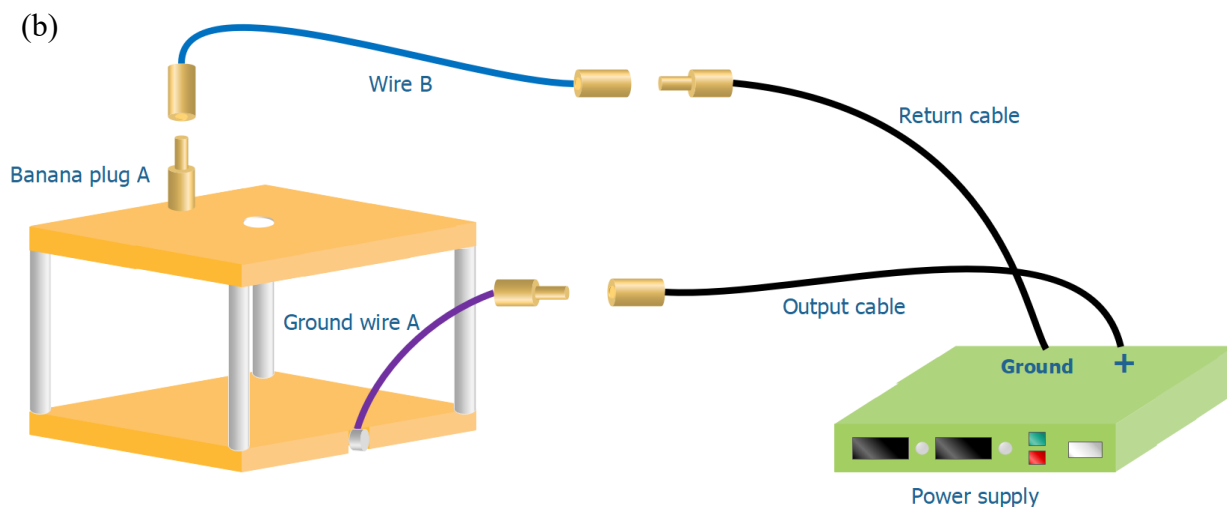 (b)
Wire B
Return cable
Banana plug A
Ground wire A
Output cable
Ground +
Power supply